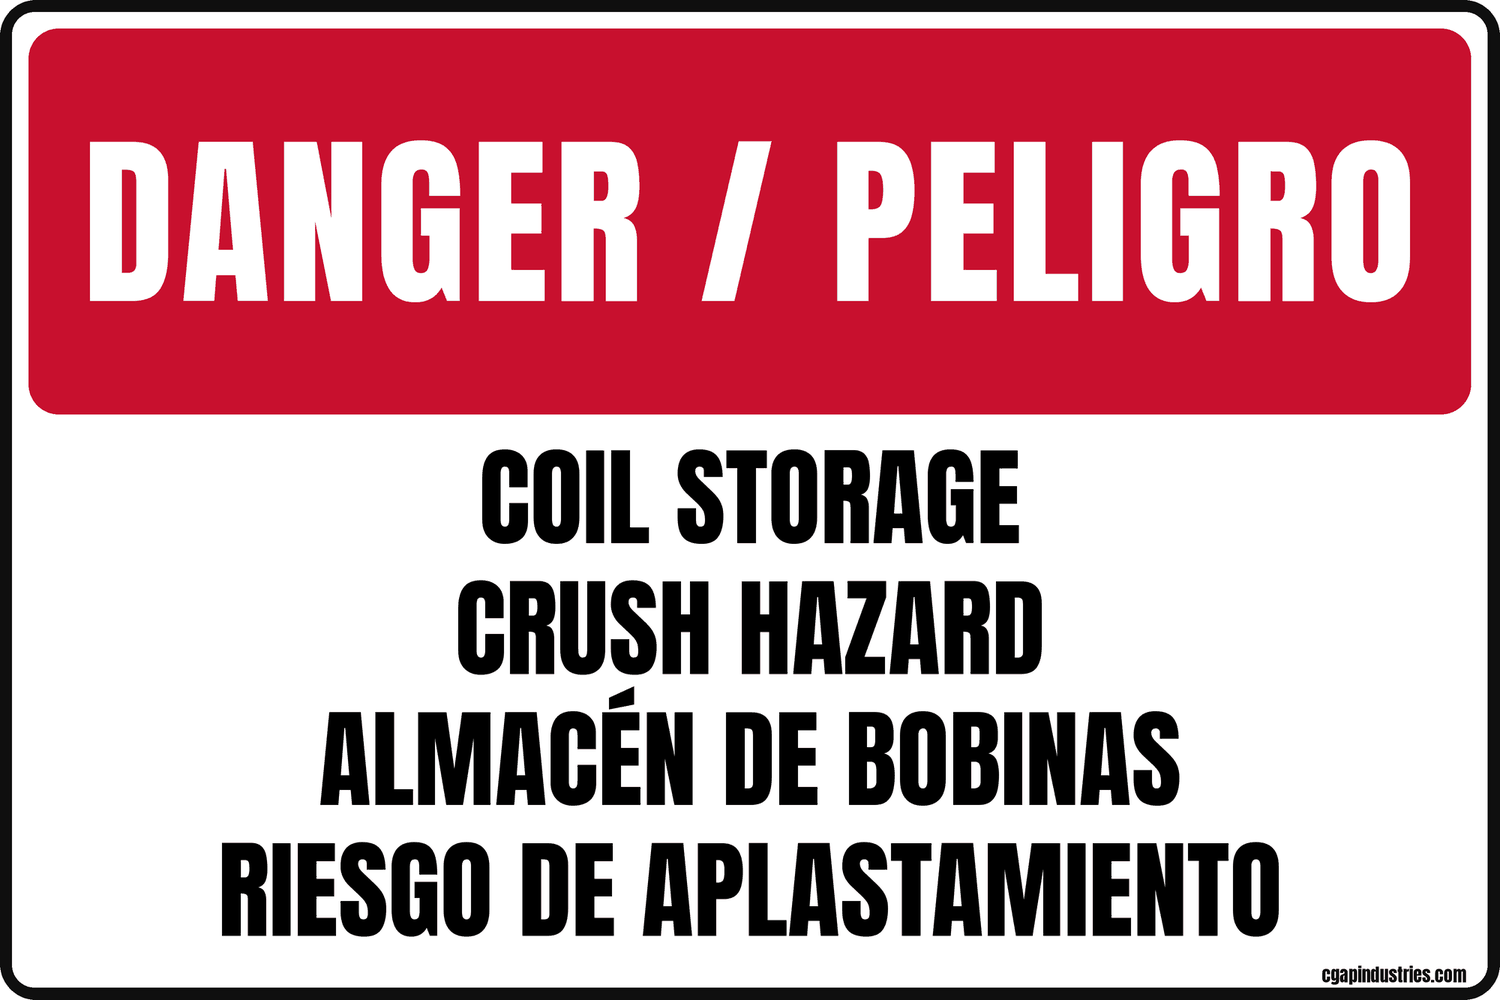 DANGER / PELIGRO
COIL STORAGE
CRUSH HAZARD
ALMACÉN DE BOBINAS
RIESGO DE APLASTAMIENTO
cgapindustries.com